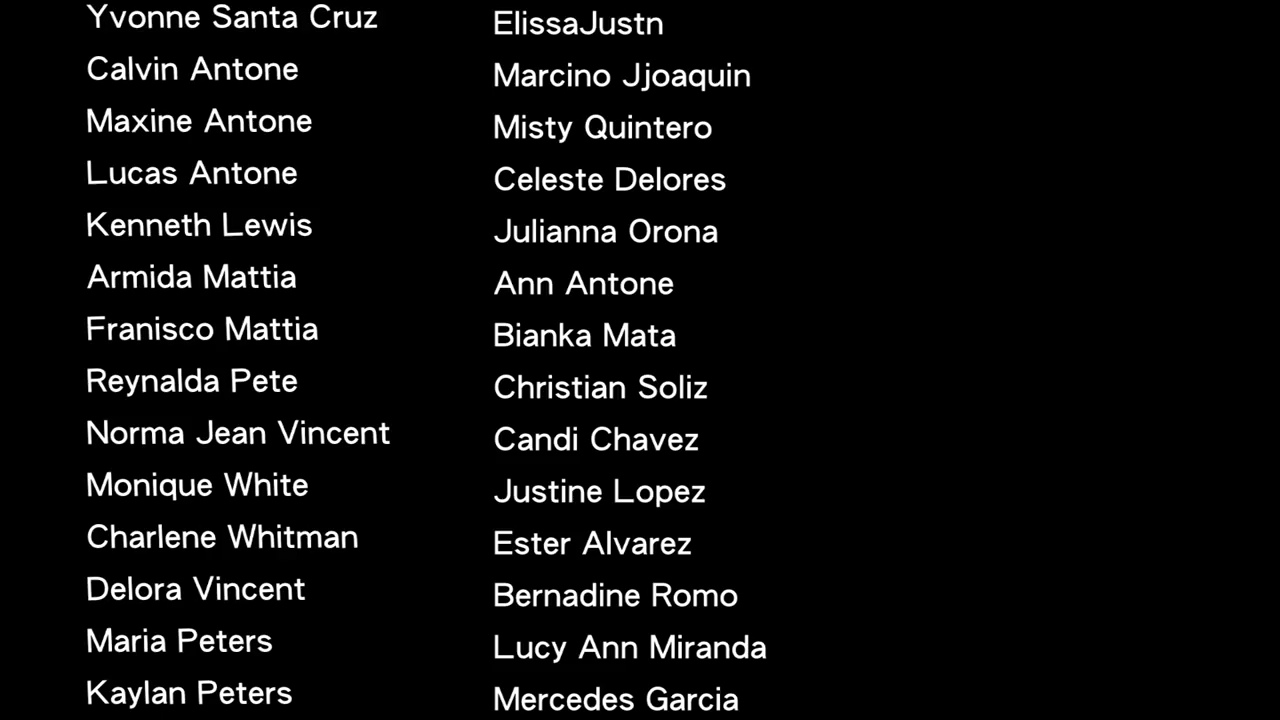 Yvonne Santa Cruz
Calvin Antone
Maxine Antone
Lucas Antone
Kenneth Lewis
Armida Mattia
Franisco Mattia
Reynalda Pete
Norma Jean Vincent
Monique White
Charlene Whitman
Delora Vincent
Maria Peters
Kaylan Peters
ElissaJustn
Marcino Jjoaquin
Misty Quintero
Celeste Delores
Julianna Orona
Ann Antone
Bianka Mata
Christian Soliz
Candi Chavez
Justine Lopez
Ester Alvarez
Bernadine Romo
Lucy Ann Miranda
Mercedes Garcia